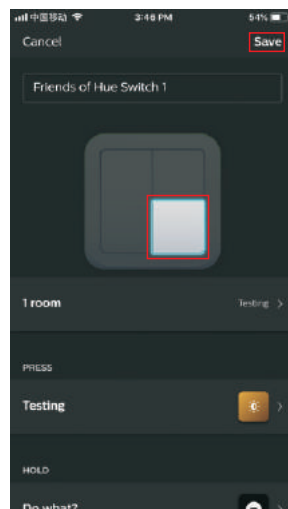 中国移动 3:46 PM 54%
Cancel Save
Friends of Hue Switch 1
1 room Testing
PRESS
Testing
HOLD
Do what?